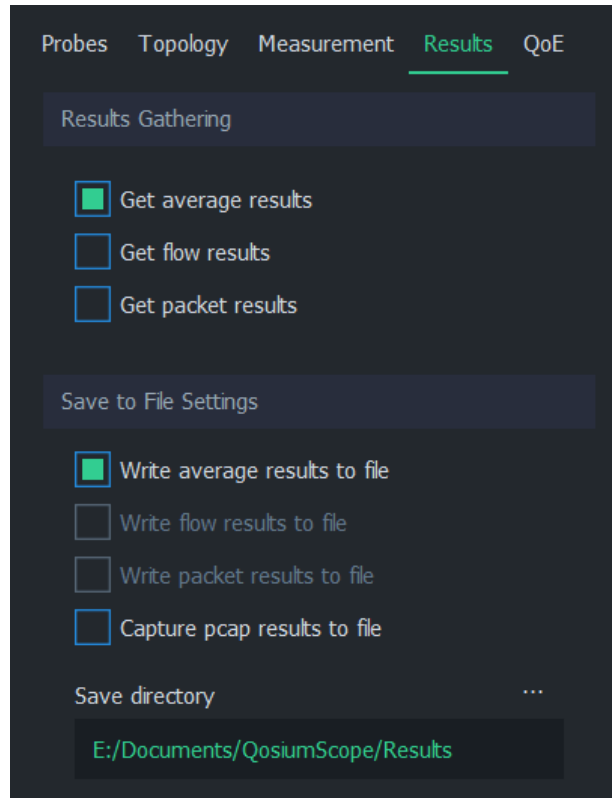 Probes Topology Measurement Results QoE
Results Gathering
Get average results
Get flow results
Get packet results
Save to File Settings
Write average results to file
Write flow results to file
Write packet results to file
Capture pcap results to file
Save directory ...
E:/Documents/QosiumScope/Results